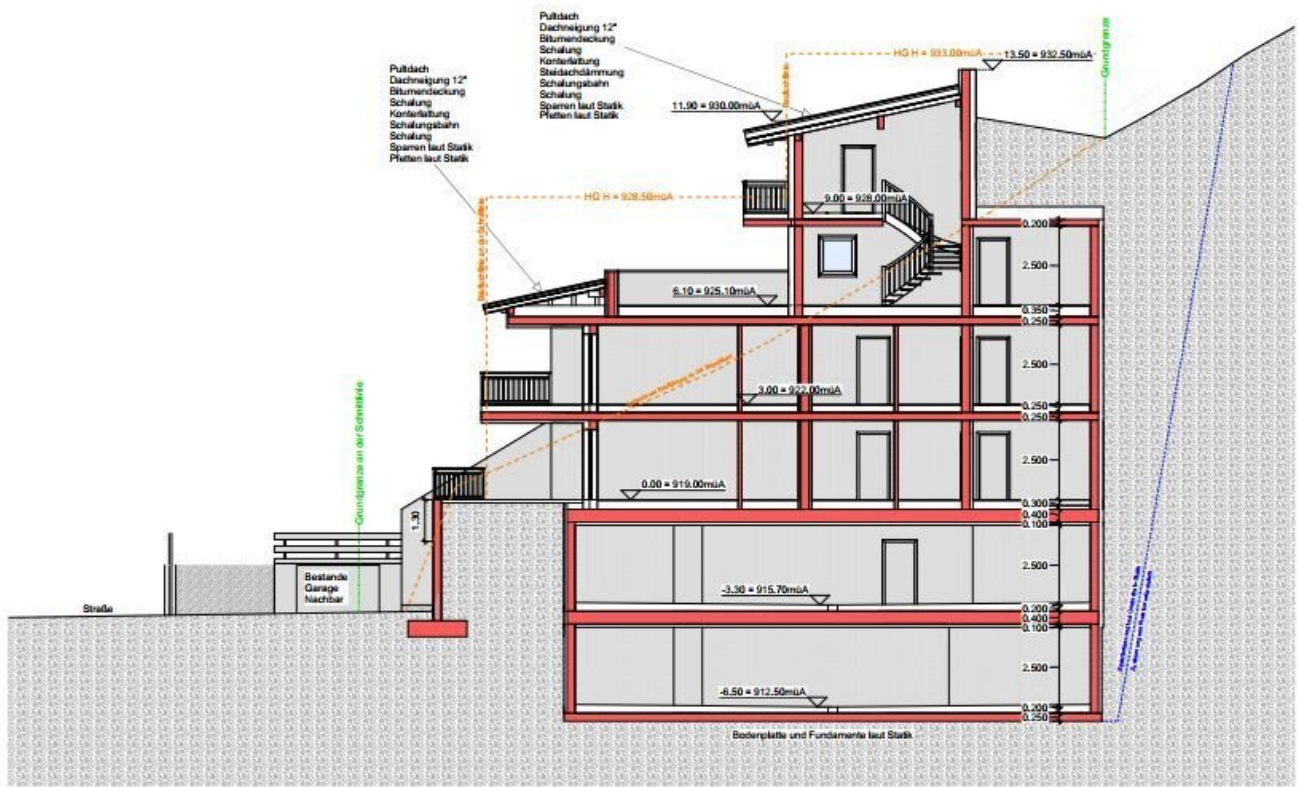 Pultdach
Dachneigung 12°
Bitumendeckung
Schalung
Konterlattung
Steildachdämmung
Schalungsbahn
Schalung
Sparren laut Statik
Pfetten laut Statik
Pultdach
Dachneigung 12°
Bitumendeckung
Schalung
Konterlattung
Schalungsbahn
Schalung
Sparren laut Statik
Pfetten laut Statik
HG H = 933.00müA
13.50 = 932.50müA
Grundgrenze
11.90 = 930.00müA
HG H = 928.50müA
9.00 = 928.00müA
0.200
2.500
6.10 = 925.10müA
0.350
0.250
2.500
3.00 = 922.00müA
0.250
0.250
2.500
Grundgrenze an der Schnittlinie
0.00 = 919.00müA
0.300
0.400
0.100
1.30
2.500
Bestande
Garage
Nachbar
Straße
-3.30 = 915.70müA
0.200
0.400
0.100
2.500
-6.50 = 912.50müA
0.200
0.250
Bodenplatte und Fundamente laut Statik